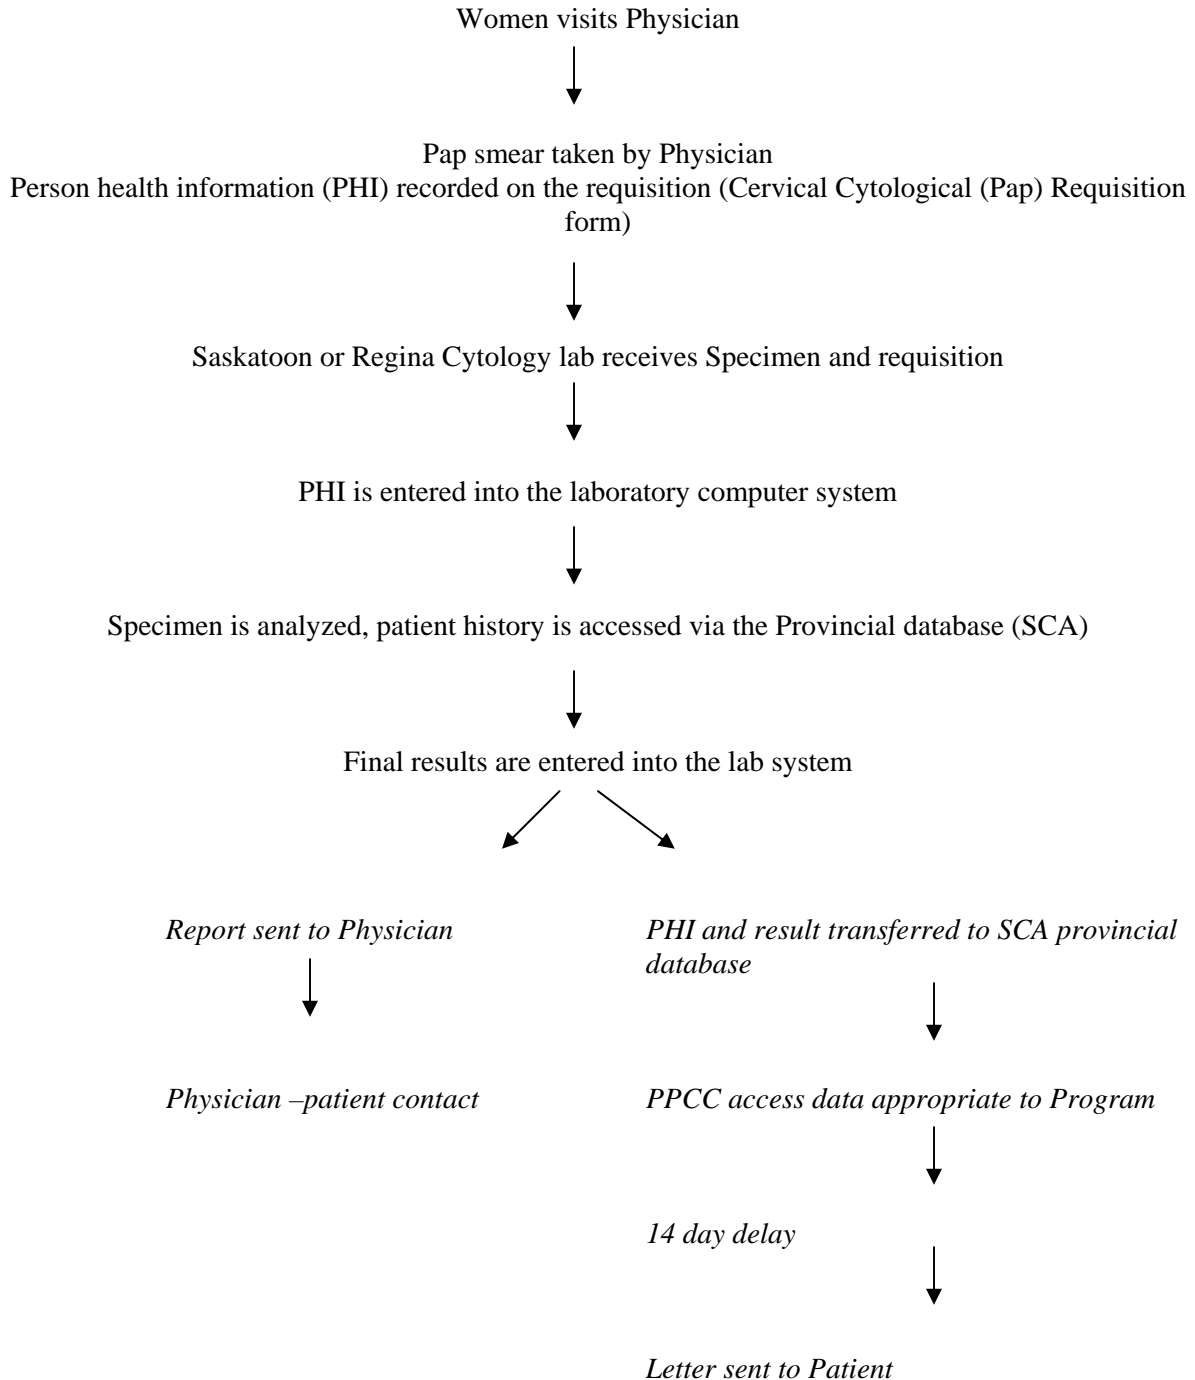 Women visits Physician
Pap smear taken by Physician
Person health information (PHI) recorded on the requisition (Cervical Cytological (Pap) Requisition
form)
Saskatoon or Regina Cytology lab receives Specimen and requisition
PHI is entered into the laboratory computer system
Specimen is analyzed, patient history is accessed via the Provincial database (SCA)
Final results are entered into the lab system
Report sent to Physician
Physician –patient contact
PHI and result transferred to SCA provincial
database
PPCC access data appropriate to Program
14 day delay
Letter sent to Patient